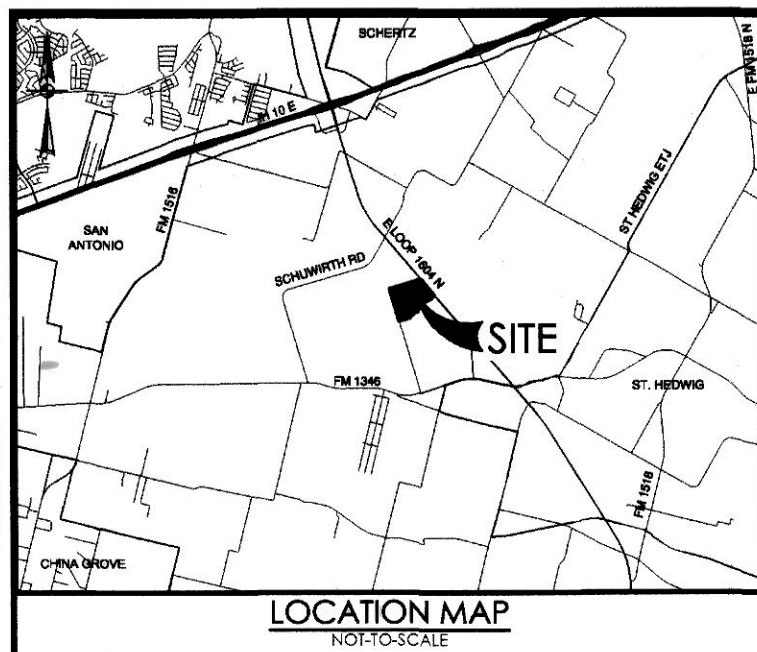 SCHERTZ
E FM 1518 N
IH 10 E
ST HEDWIG ETJ
FM 1516
SAN
ANTONIO
E LOOP 1604 N
SCHUWIRTH RD
SITE
FM 1346
ST. HEDWIG
FM 1518
CHINA GROVE
LOCATION MAP
NOT-TO-SCALE